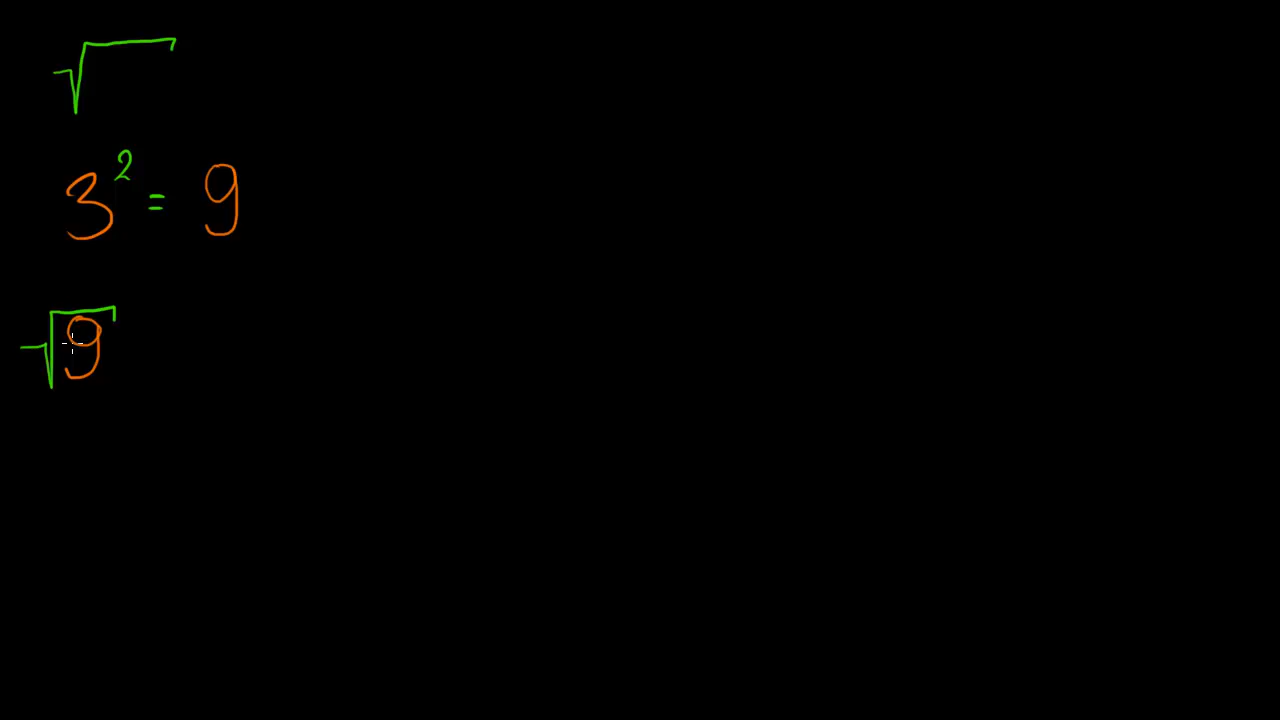 √
3² = 9
√9